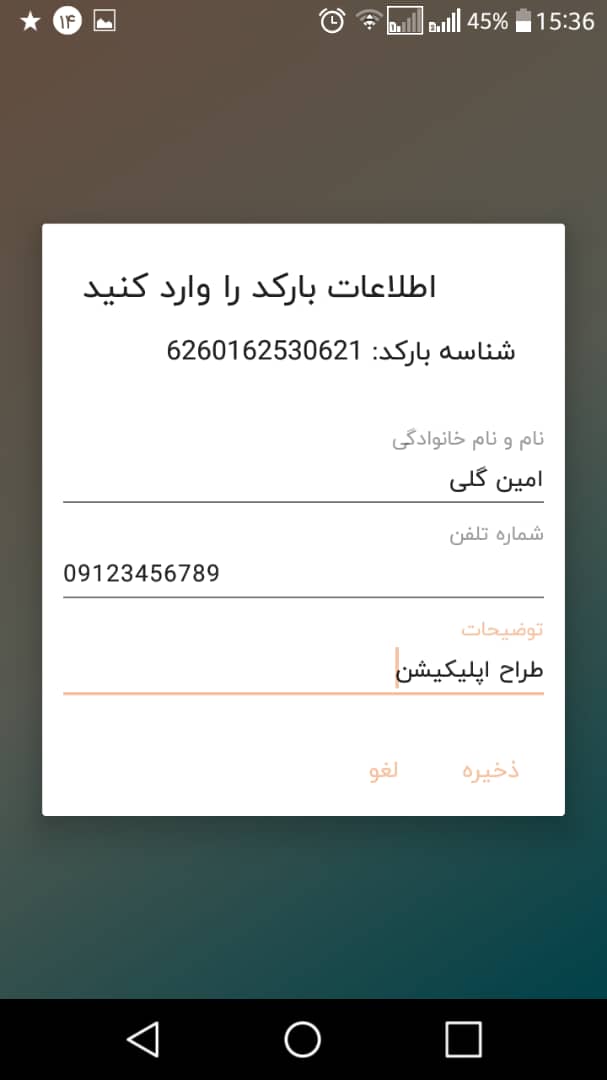 ۱۴ 45% 15:36
اطلاعات بارکد را وارد کنید
شناسه بارکد: 6260162530621
نام و نام خانوادگی
امین گلی
شماره تلفن
09123456789
توضیحات
طراح اپلیکیشن
ذخیره لغو